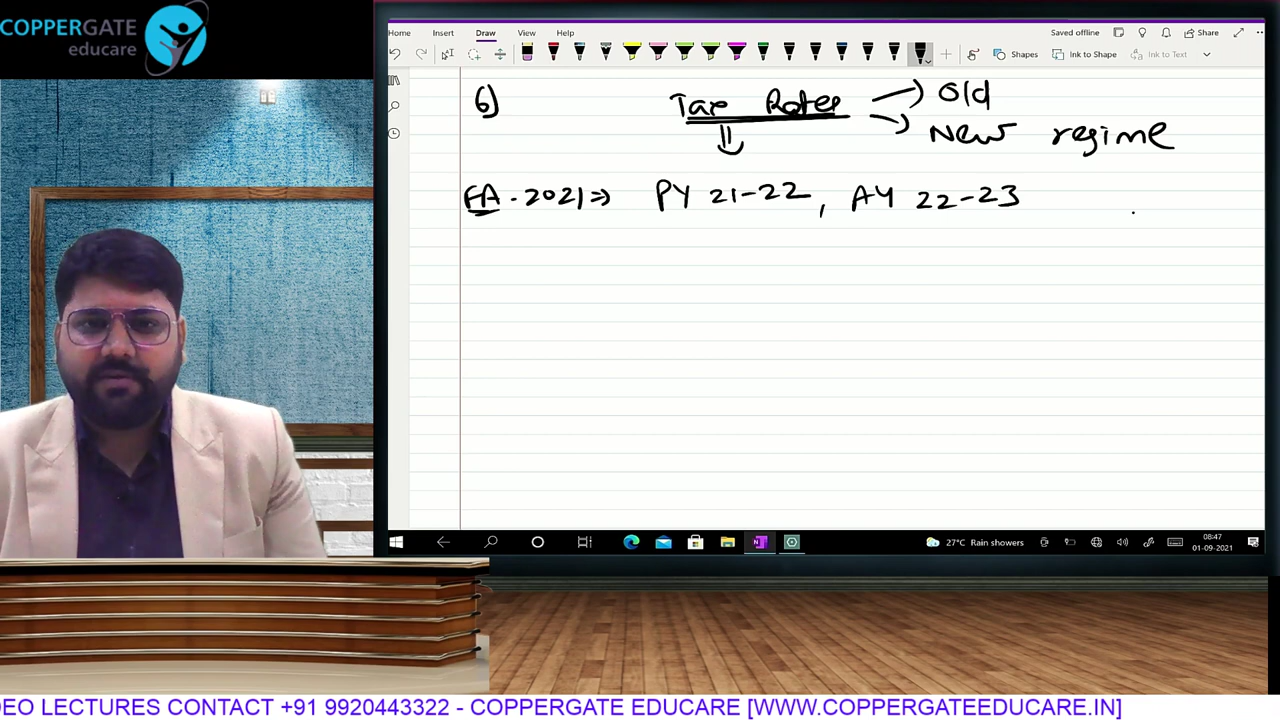 COPPERGATE
educare
Home Insert Draw View Help
Saved offline
Share
Shapes
Ink to Shape
Ink to Text
6) Tax Rates → Old
→ New regime
FA. 2021 ⇒ PY 21-22, AY 22-23
27°C Rain showers
08:47
01-09-2021
DEO LECTURES CONTACT +91 9920443322 - COPPERGATE EDUCARE [WWW.COPPERGATEEDUCARE.IN]